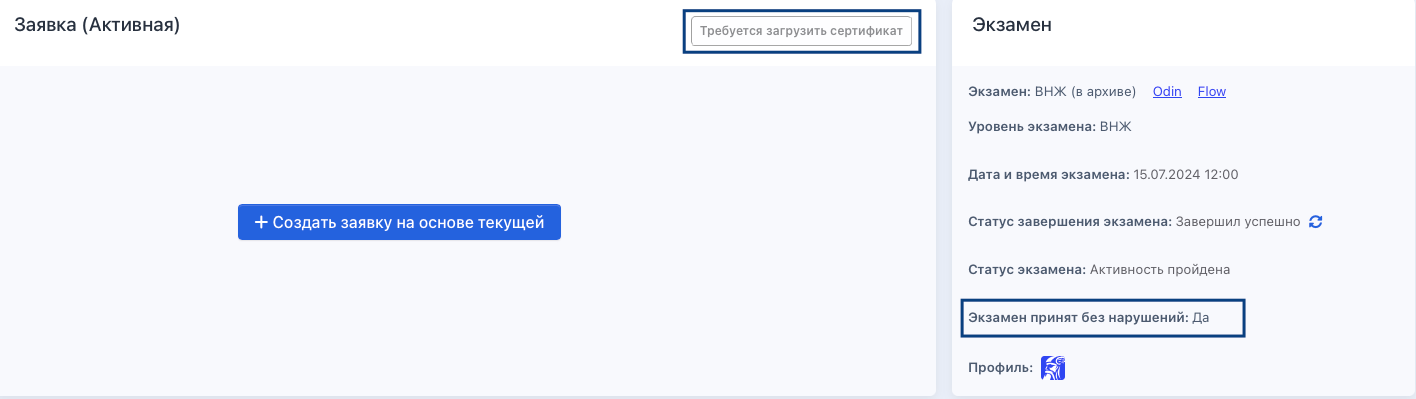 Заявка (Активная)
Требуется загрузить сертификат
+ Создать заявку на основе текущей
Экзамен
Экзамен: ВНЖ (в архиве) Odin Flow
Уровень экзамена: ВНЖ
Дата и время экзамена: 15.07.2024 12:00
Статус завершения экзамена: Завершил успешно
Статус экзамена: Активность пройдена
Экзамен принят без нарушений: Да
Профиль: